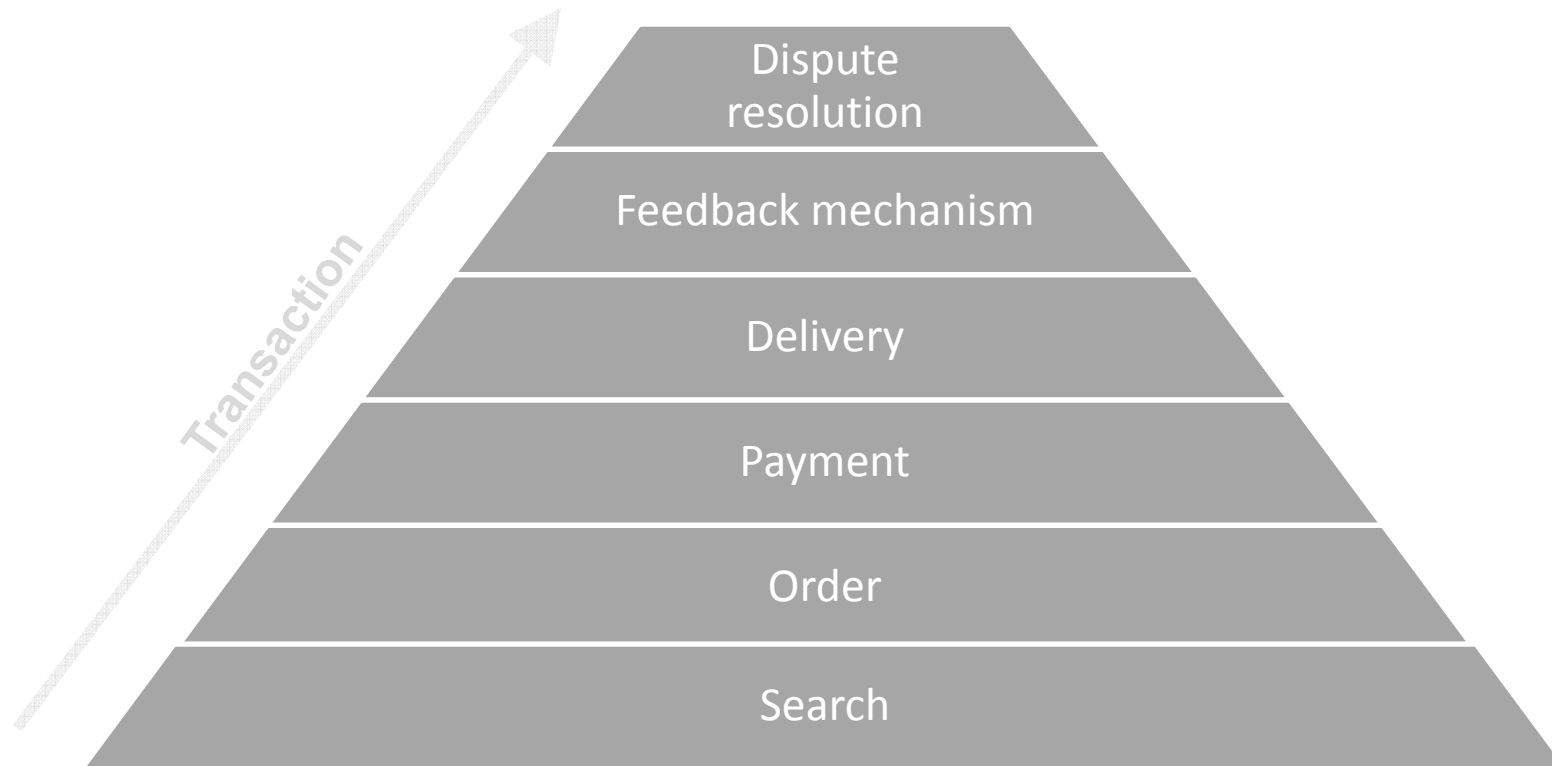 Dispute
resolution
Feedback mechanism
Transaction
Delivery
Payment
Order
Search